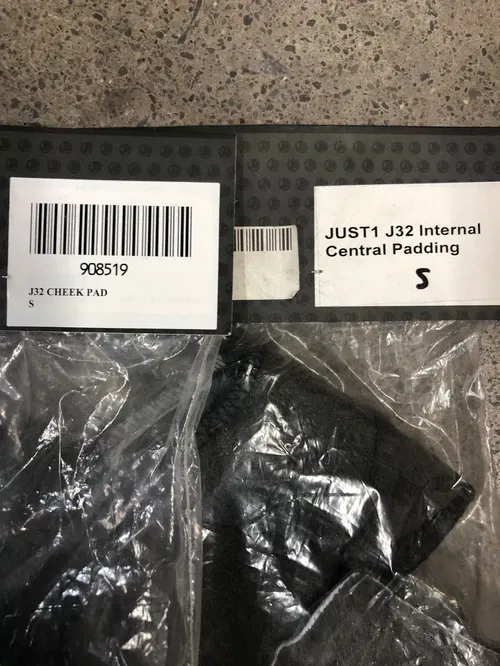 908519
J32 CHEEK PAD
S
JUST1 J32 Internal
Central Padding
S